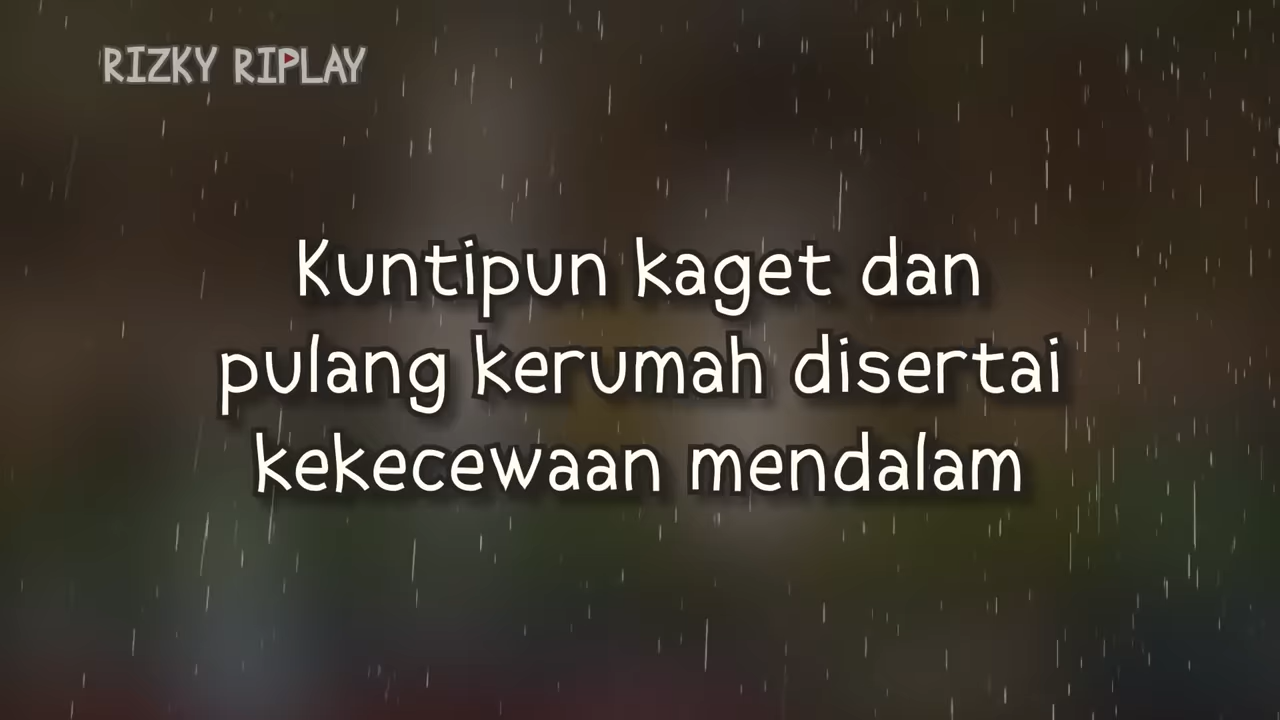 RIZKY RIPLAY
Kuntipun kaget dan
pulang kerumah disertai
kekecewaan mendalam